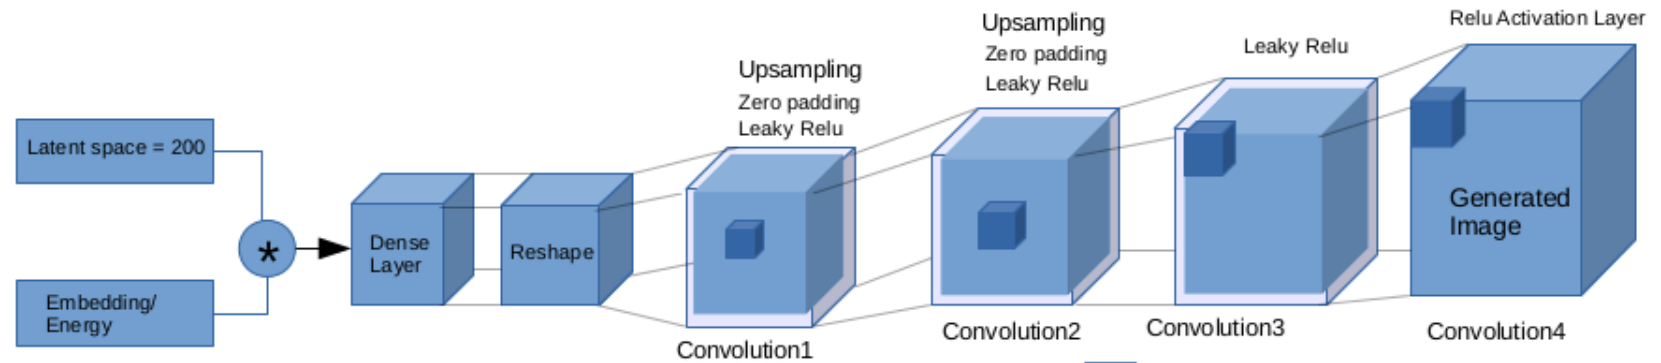 Latent space = 200
Embedding/
Energy
*
Dense
Layer
Reshape
Upsampling
Zero padding
Leaky Relu
Convolution1
Upsampling
Zero padding
Leaky Relu
Convolution2
Leaky Relu
Convolution3
Relu Activation Layer
Generated
Image
Convolution4